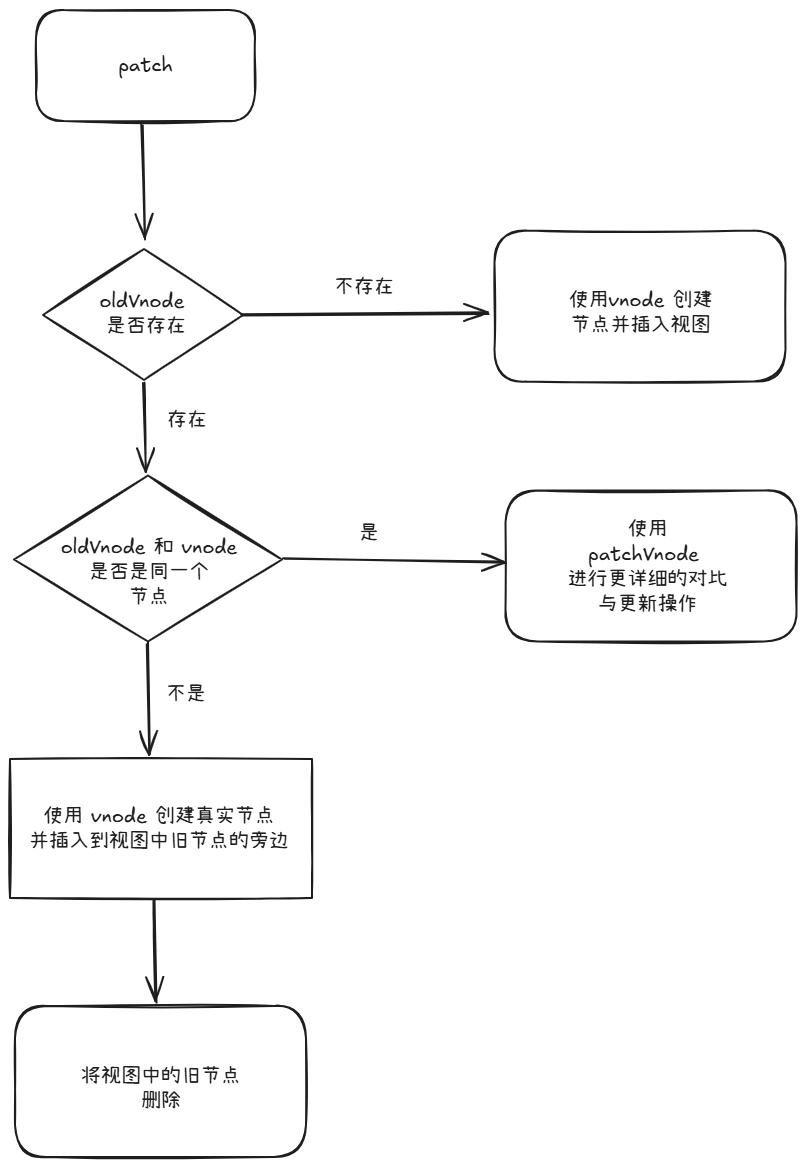 patch
oldVnode
是否存在
不存在
使用vnode 创建
节点并插入视图
存在
oldVnode 和 vnode
是否是同一个
节点
是
使用
patchVnode
进行更详细的对比
与更新操作
不是
使用 vnode 创建真实节点
并插入到视图中旧节点的旁边
将视图中的旧节点
删除